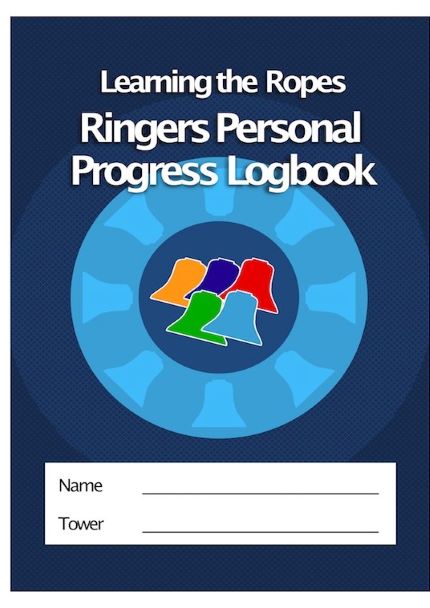 Learning the Ropes
Ringers Personal
Progress Logbook
Name
Tower